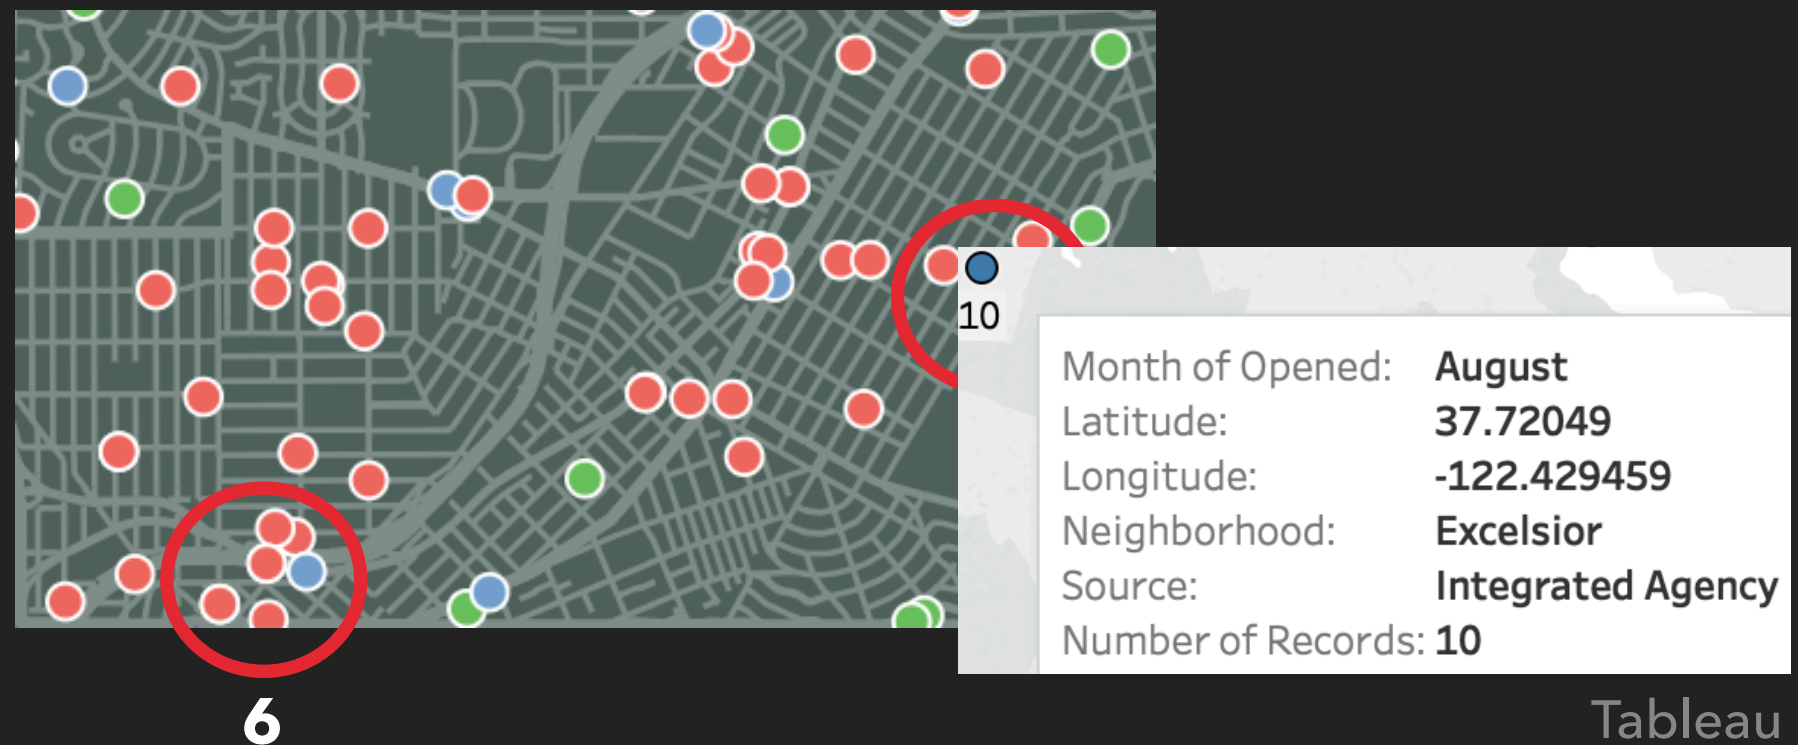 10
Month of Opened: August
Latitude: 37.72049
Longitude: -122.429459
Neighborhood: Excelsior
Source: Integrated Agency
Number of Records: 10
6
Tableau